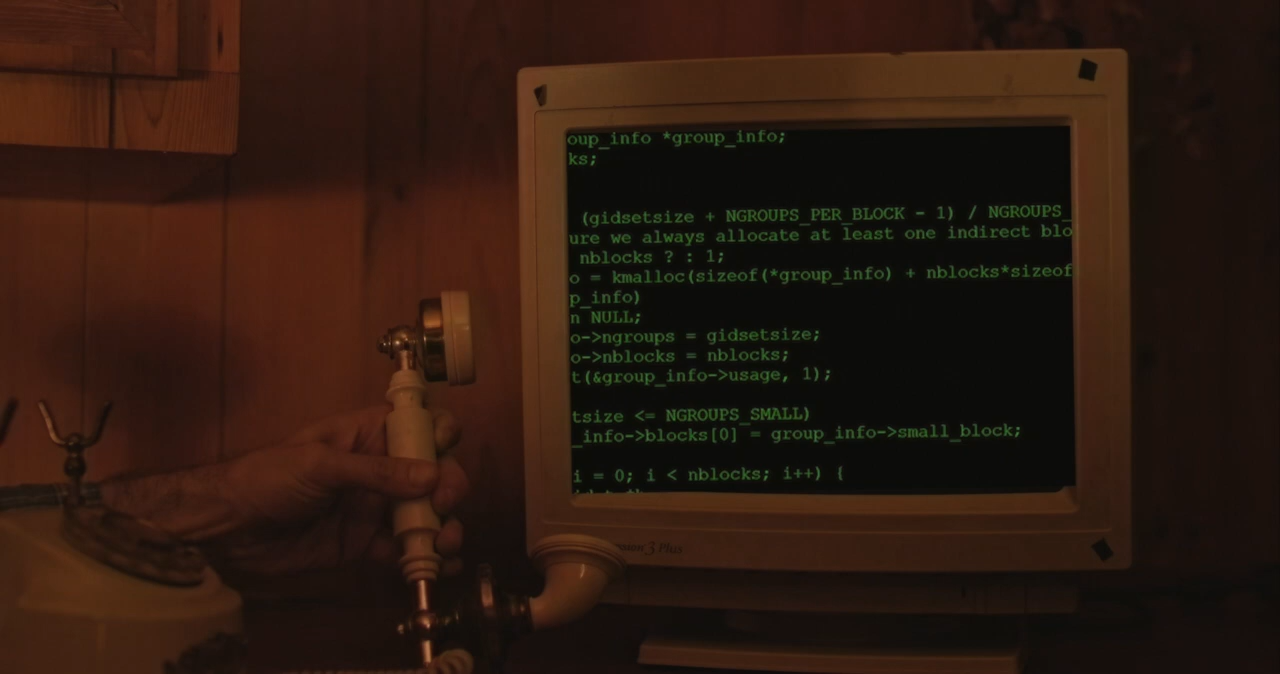 oup_info *group_info;
ks;
(gidsetsize + NGROUPS_PER_BLOCK - 1) / NGROUPS_
ure we always allocate at least one indirect blo
nblocks ? : 1;
o = kmalloc(sizeof(*group_info) + nblocks*sizeof
p_info)
n NULL;
o->ngroups = gidsetsize;
o->nblocks = nblocks;
t(&group_info->usage, 1);
tsize <= NGROUPS_SMALL)
_info->blocks[0] = group_info->small_block;
i = 0; i < nblocks; i++) {
3 Plus